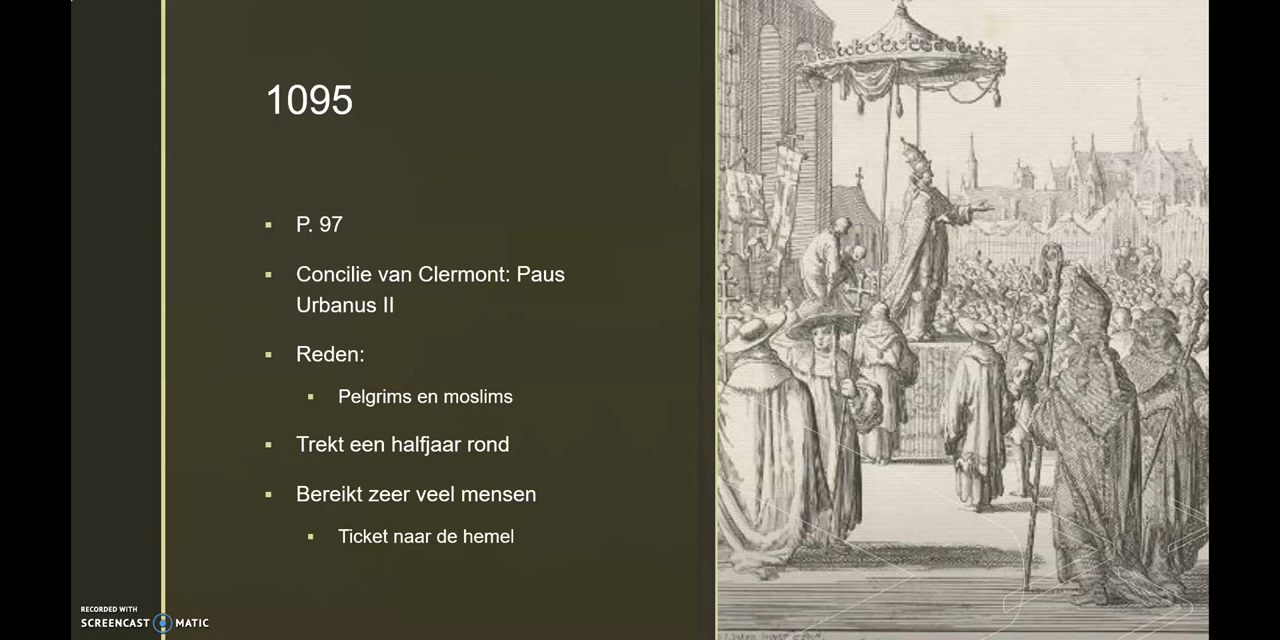 1095
P. 97
Concilie van Clermont: Paus
Urbanus II
Reden:
Pelgrims en moslims
Trekt een halfjaar rond
Bereikt zeer veel mensen
Ticket naar de hemel
RECORDED WITH
SCREENCAST MATIC